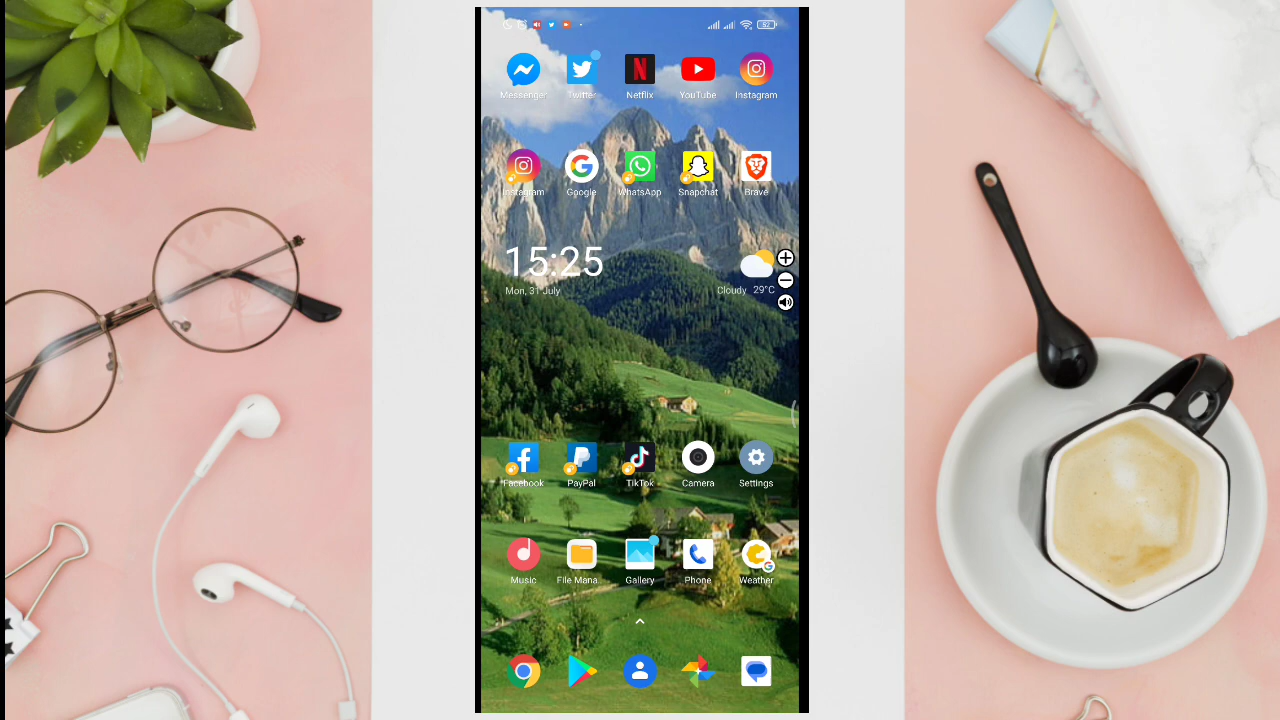 52
Messenger Twitter Netflix YouTube Instagram
Instagram Google WhatsApp Snapchat Brave
15:25
Mon, 31 July
Cloudy 29°C
Facebook PayPal TikTok Camera Settings
Music File Mana.. Gallery Phone Weather